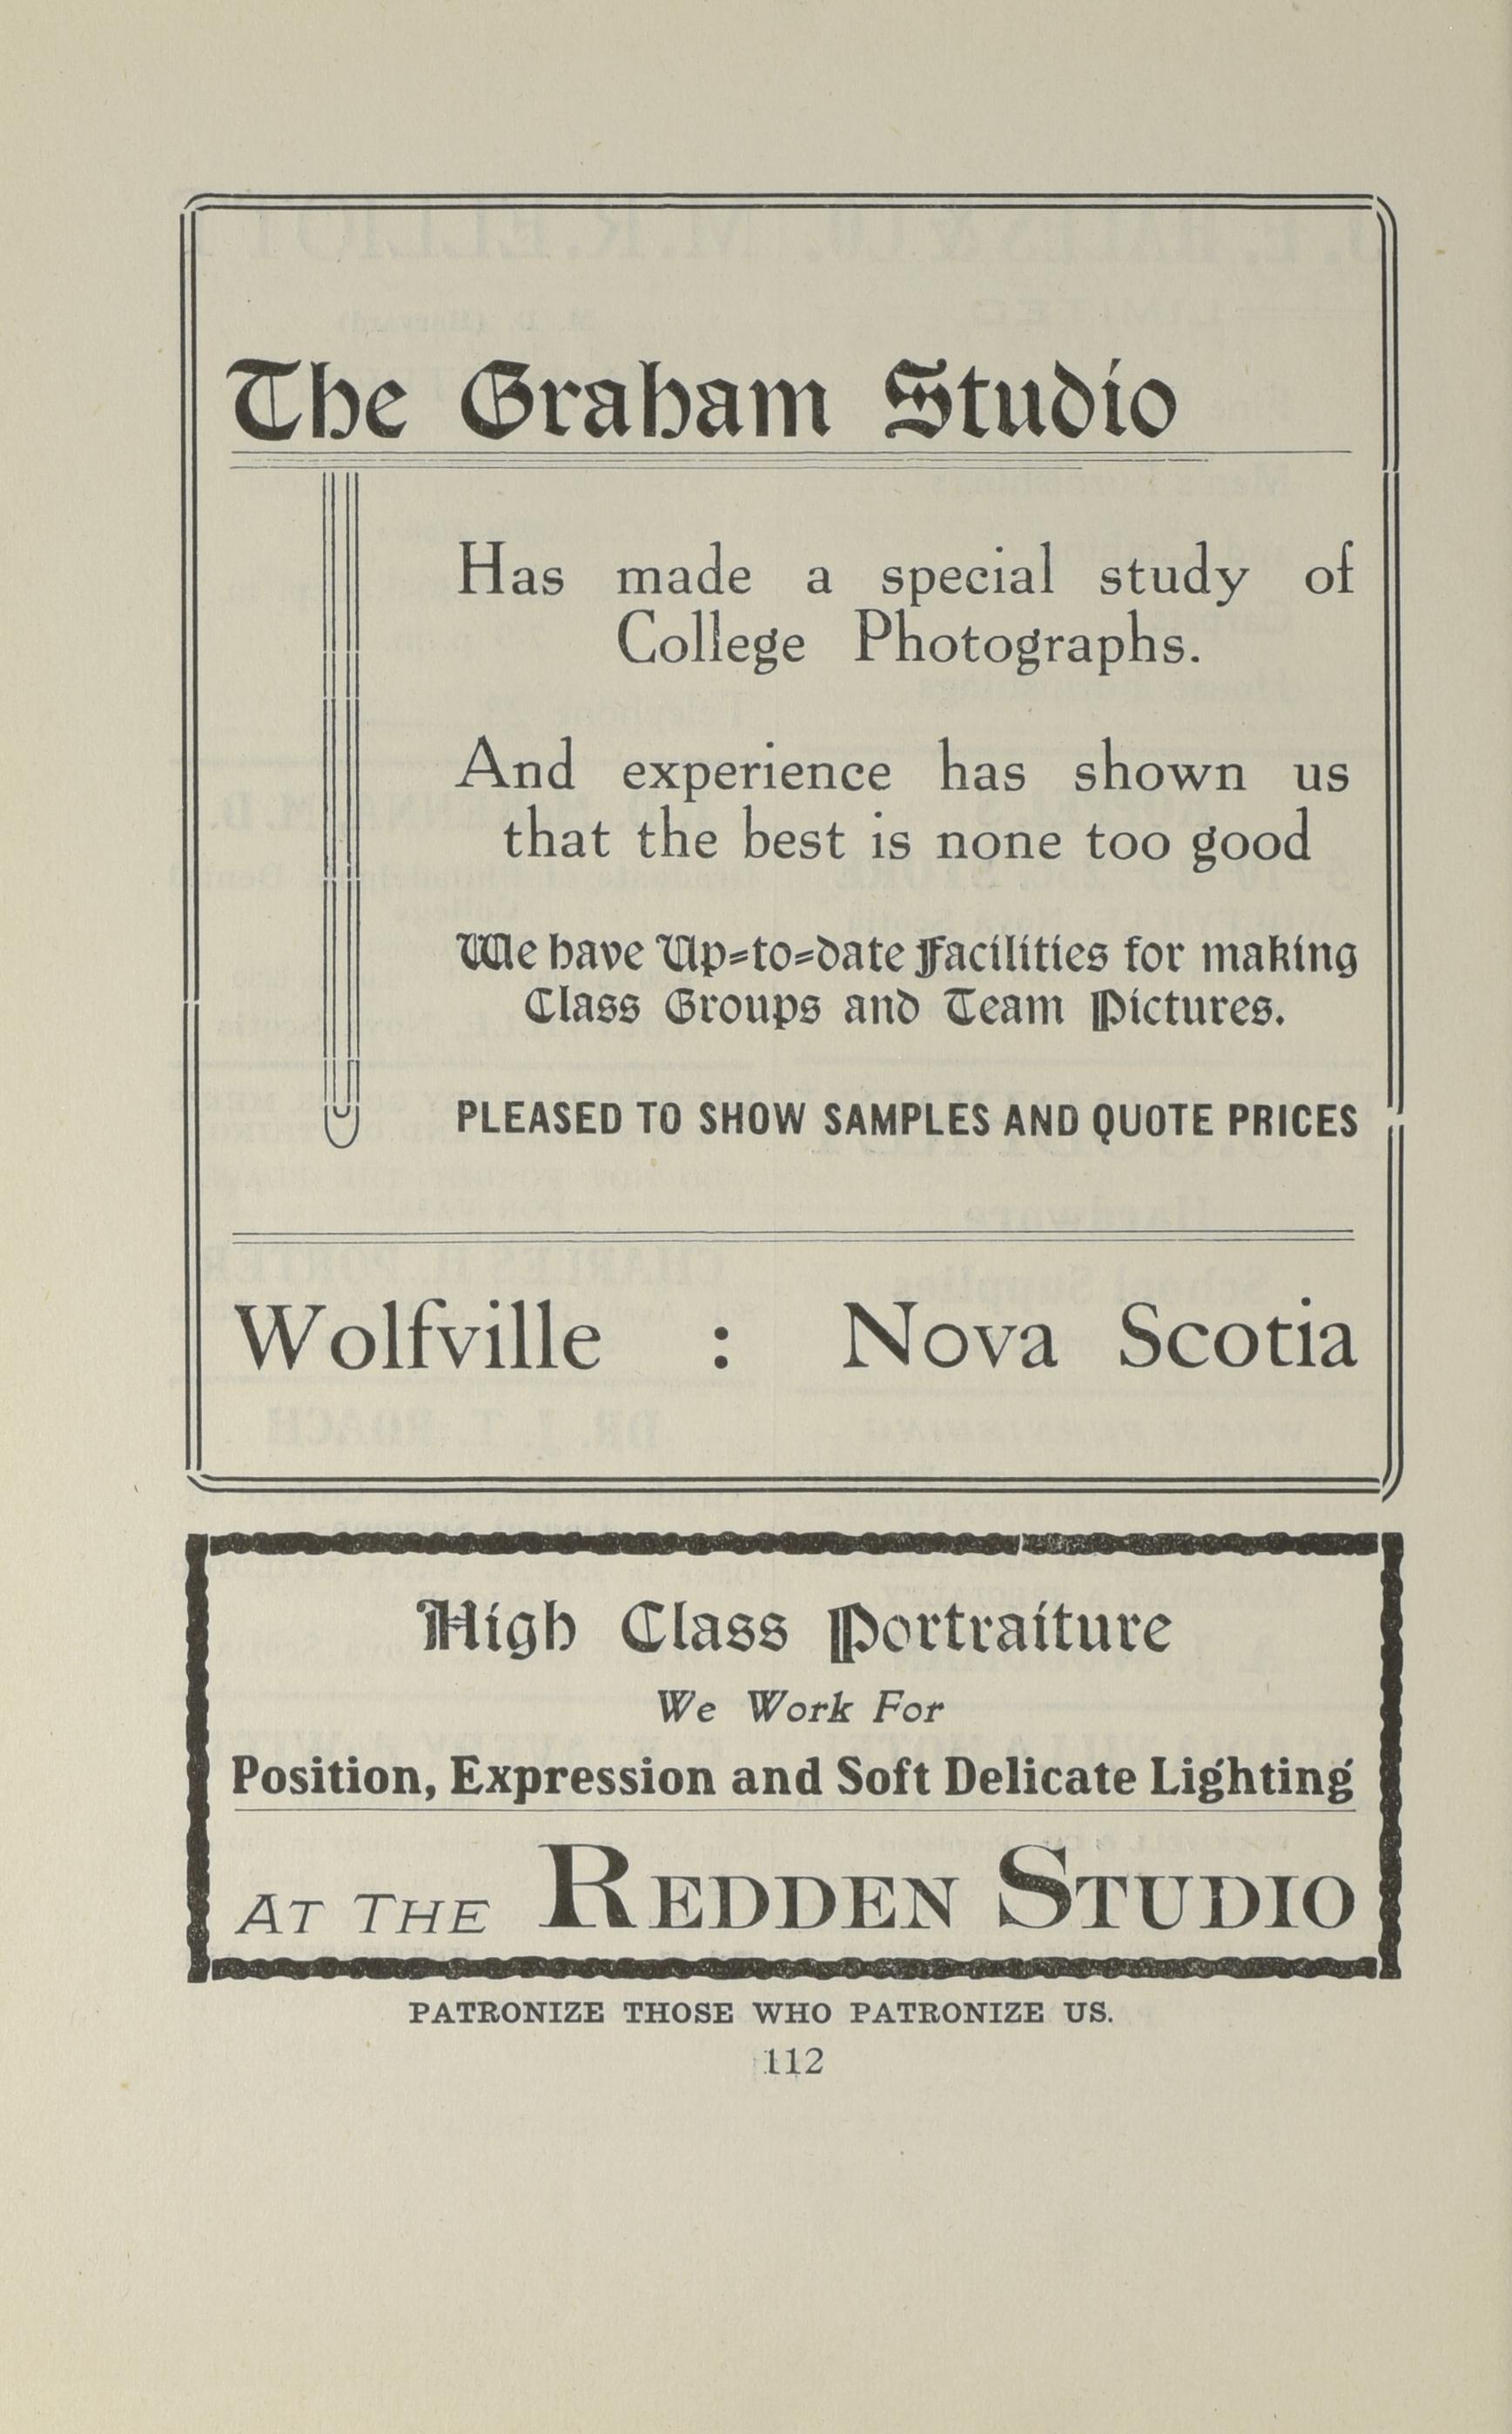 The Graham Studio
Has made a special study of
College Photographs.
And experience has shown us
that the best is none too good
We have Up=to=date Facilities for making
Class Groups and Team Pictures.
PLEASED TO SHOW SAMPLES AND QUOTE PRICES
Wolfville : Nova Scotia
High Class Portraiture
We Work For
Position, Expression and Soft Delicate Lighting
AT THE REDDEN STUDIO
PATRONIZE THOSE WHO PATRONIZE US.
112